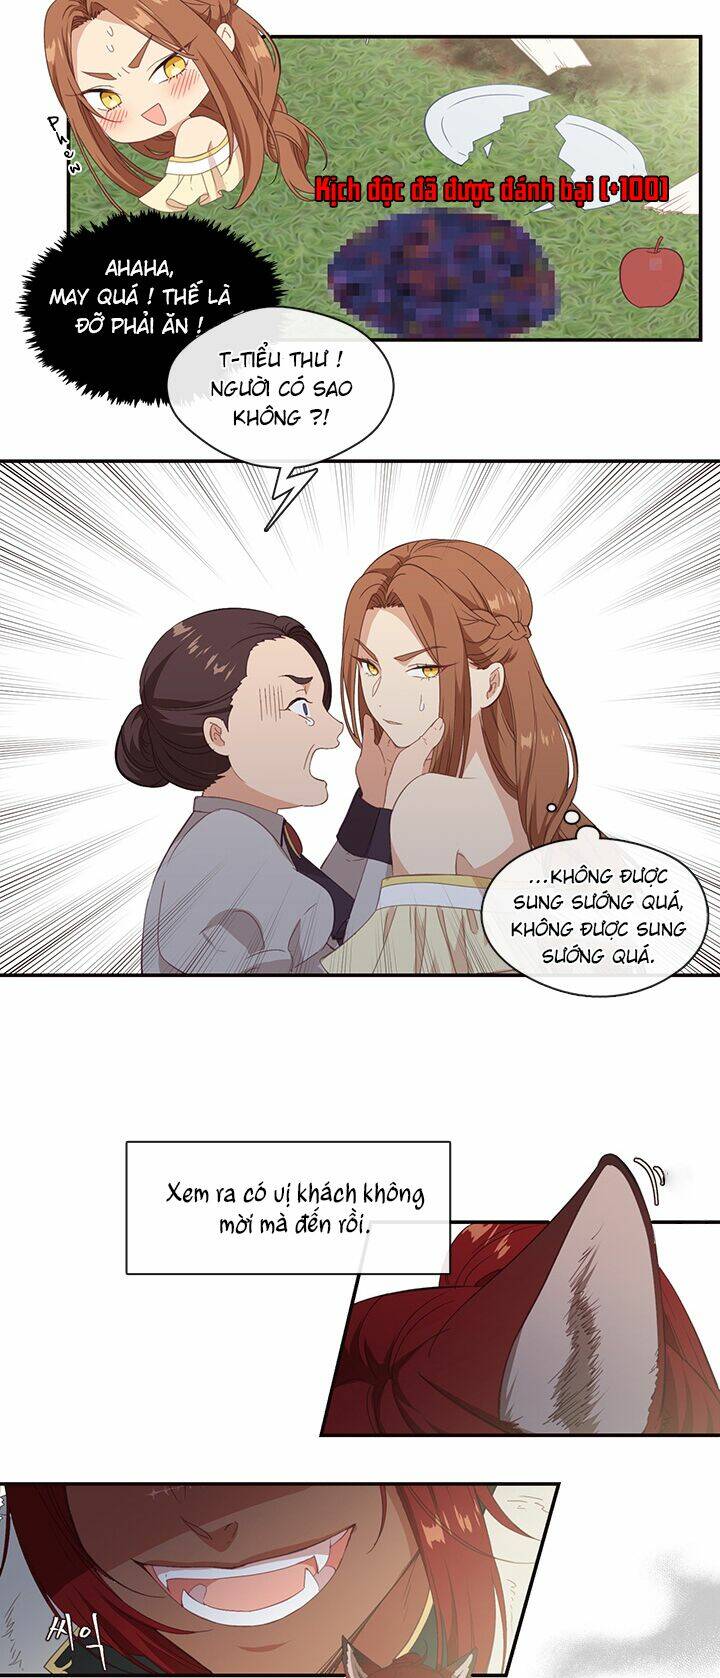 Phew
Kịch độc đã được đánh bại (+100)
AHAHA,
MAY QUÁ ! THẾ LÀ
ĐỠ PHẢI ĂN !
T-TIỂU THƯ !
NGƯỜI CÓ SAO
KHÔNG ?!
...KHÔNG ĐƯỢC
SUNG SƯỚNG QUÁ,
KHÔNG ĐƯỢC SUNG
SƯỚNG QUÁ.
Xem ra có vị khách không
mời mà đến rồi.
씨익